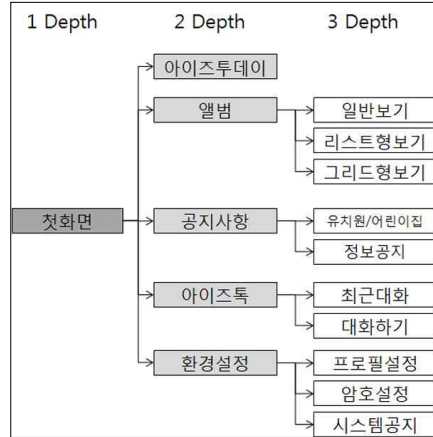 1 Depth 2 Depth 3 Depth
아이즈투데이
앨범 일반보기
리스트형보기
그리드형보기
첫화면 공지사항 유치원/어린이집
정보공지
아이즈톡 최근대화
대화하기
환경설정 프로필설정
암호설정
시스템공지